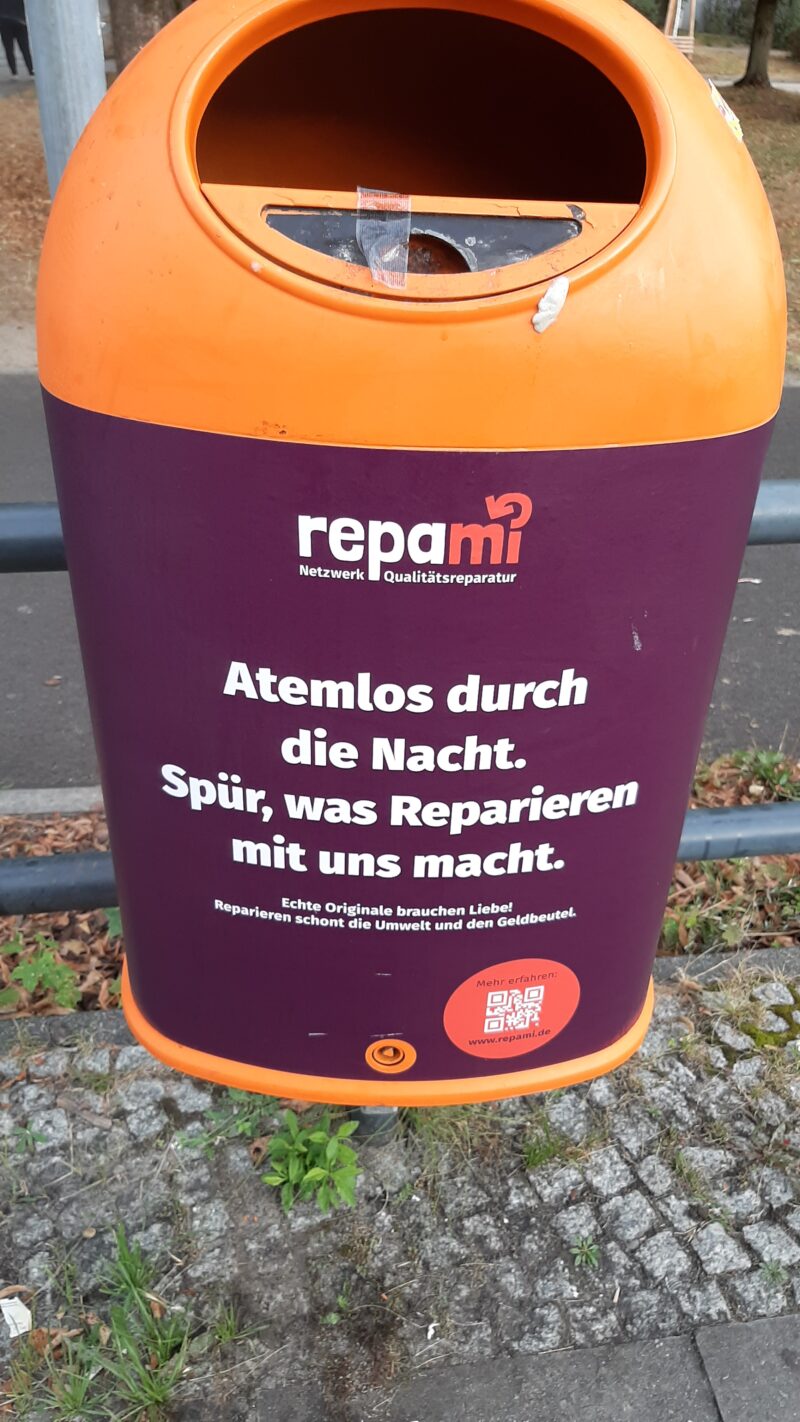 repami
Netzwerk Qualitätsreparatur
Atemlos durch
die Nacht.
Spür, was Reparieren
mit uns macht.
Echte Originale brauchen Liebe!
Reparieren schont die Umwelt und den Geldbeutel.
Mehr erfahren:
www.repami.de